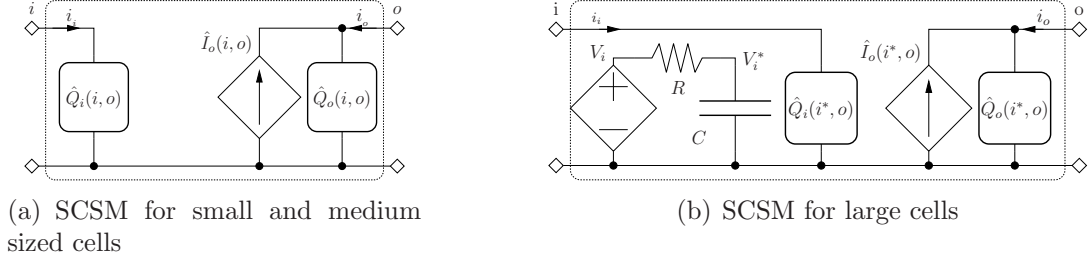 i i_i i_o o
Î_o(i, o)
Q̂_i(i, o) Q̂_o(i, o)
(a) SCSM for small and medium
sized cells
i i_i i_o o
V_i V_i^* Î_o(i*, o)
R
Q̂_i(i*, o) Q̂_o(i*, o)
C
(b) SCSM for large cells